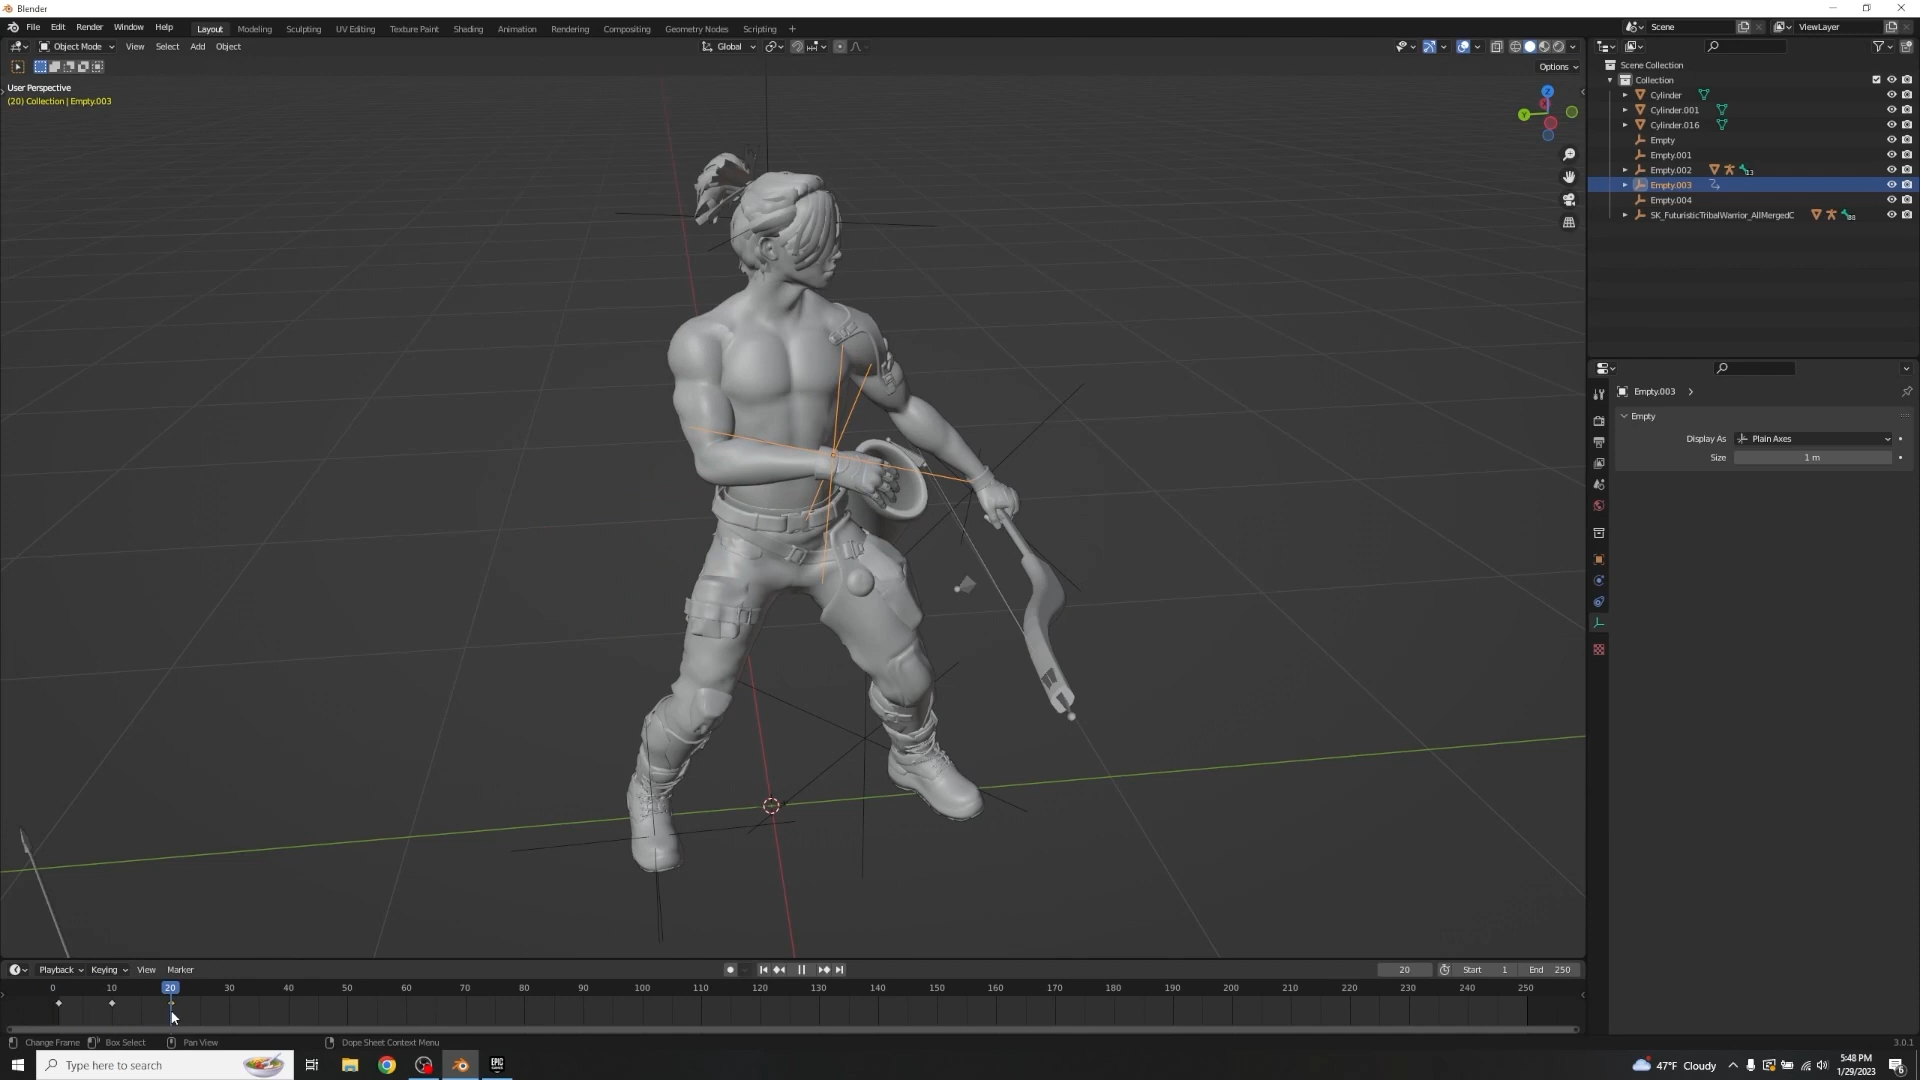 Blender
File Edit Render Window Help
Layout Modeling Sculpting UV Editing Texture Paint Shading Animation Rendering Compositing Geometry Nodes Scripting +
Scene
ViewLayer
Object Mode View Select Add Object
Global
Options
User Perspective
(20) Collection | Empty.003
Z
Y
Scene Collection
Collection
Cylinder
Cylinder.001
Cylinder.016
Empty
Empty.001
Empty.002
13
Empty.003
Empty.004
SK_FuturisticTribalWarrior_AllMergedC
88
Empty.003
Empty
Display As Plain Axes
Size 1 m
Playback Keying View Marker
20 Start 1 End 250
0 10 20 30 40 50 60 70 80 90 100 110 120 130 140 150 160 170 180 190 200 210 220 230 240 250
Change Frame Box Select Pan View Dope Sheet Context Menu
3.0.1
Type here to search
EPIC GAMES
47°F Cloudy
5:48 PM
1/29/2023
6